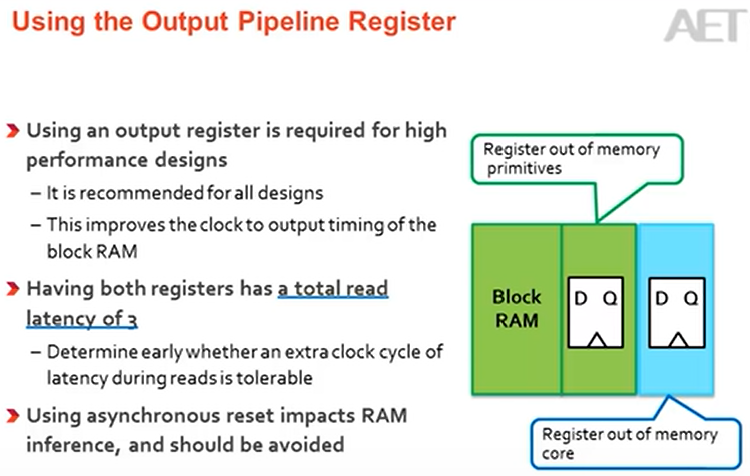 Using the Output Pipeline Register
AET
Using an output register is required for high
performance designs
– It is recommended for all designs
– This improves the clock to output timing of the
block RAM
Having both registers has a total read
latency of 3
– Determine early whether an extra clock cycle of
latency during reads is tolerable
Using asynchronous reset impacts RAM
inference, and should be avoided
Register out of memory
primitives
Block
RAM
D Q
D Q
Register out of memory
core